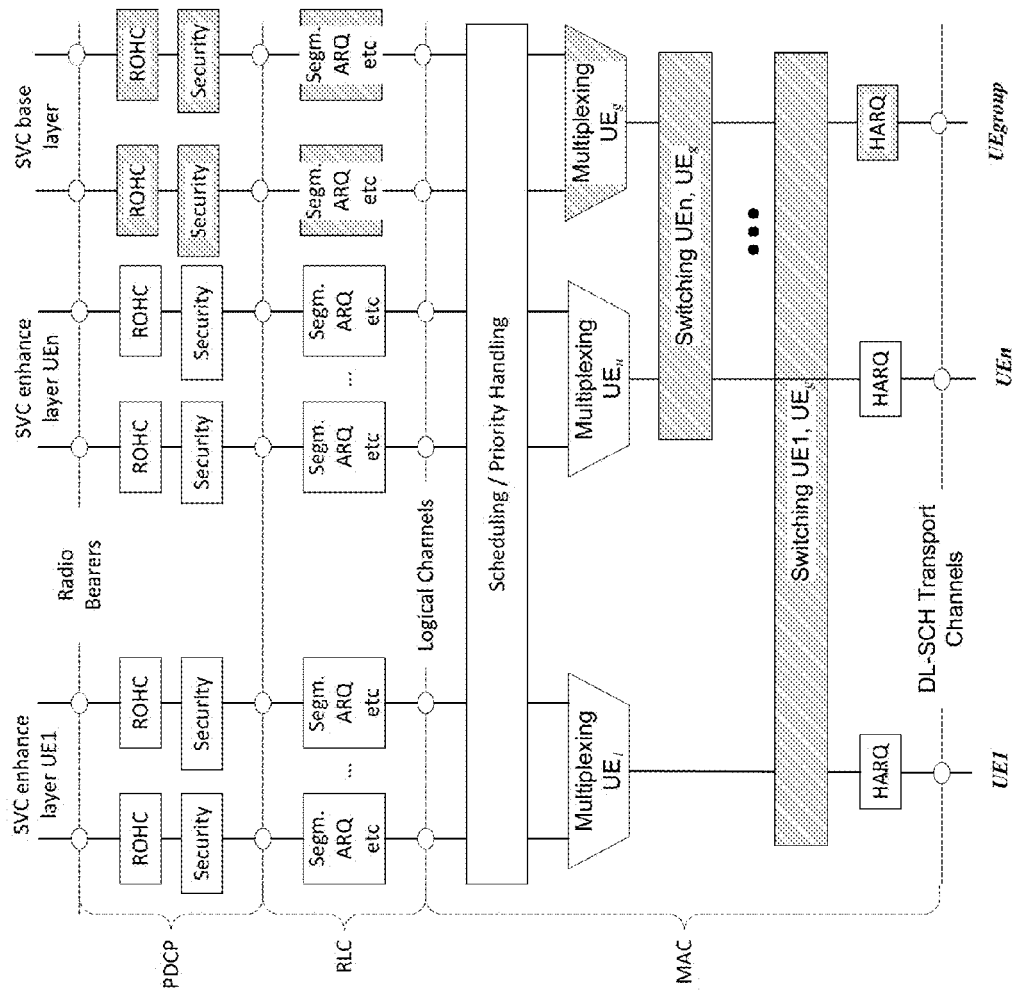 SVC enhance
layer UE1
SVC enhance
layer UEn
SVC base
layer
Radio
Bearers
PDCP
ROHC
ROHC
ROHC
ROHC
ROHC
ROHC
Security
Security
Security
Security
Security
Security
RLC
Segm.
ARQ
etc
...
Segm.
ARQ
etc
Segm.
ARQ
etc
...
Segm.
ARQ
etc
Segm.
ARQ
etc
Segm.
ARQ
etc
Logical Channels
MAC
Scheduling / Priority Handling
Multiplexing
UE1
Multiplexing
UEn
Multiplexing
UEg
Switching UEn, UEg
Switching UE1, UEg
HARQ
HARQ
HARQ
DL-SCH Transport
Channels
UE1
UEn
UEgroup